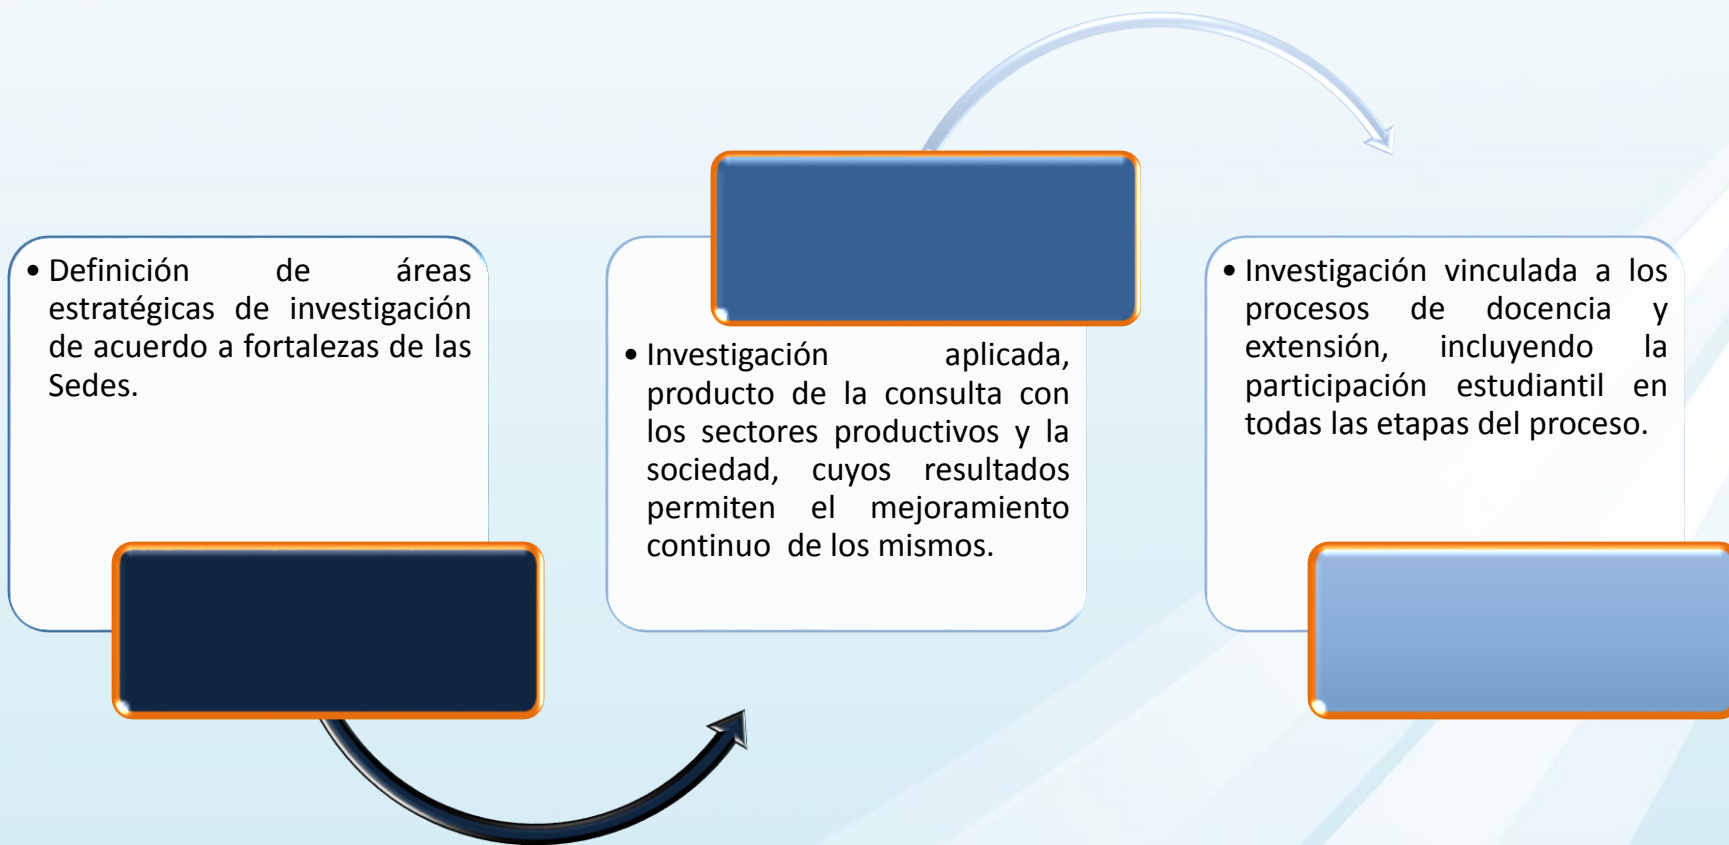 • Definición de áreas
estratégicas de investigación
de acuerdo a fortalezas de las
Sedes.
• Investigación aplicada,
producto de la consulta con
los sectores productivos y la
sociedad, cuyos resultados
permiten el mejoramiento
continuo de los mismos.
• Investigación vinculada a los
procesos de docencia y
extensión, incluyendo la
participación estudiantil en
todas las etapas del proceso.